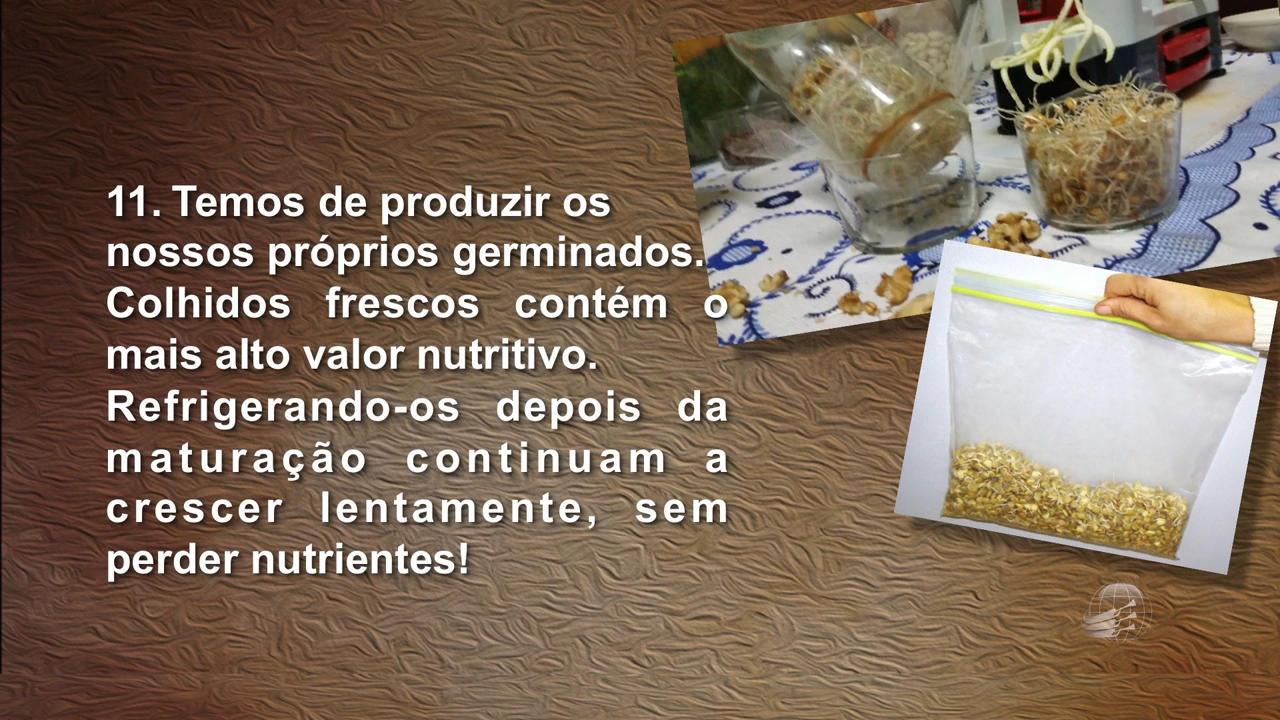 11. Temos de produzir os
nossos próprios germinados.
Colhidos frescos contém o
mais alto valor nutritivo.
Refrigerando-os depois da
maturação continuam a
crescer lentamente, sem
perder nutrientes!